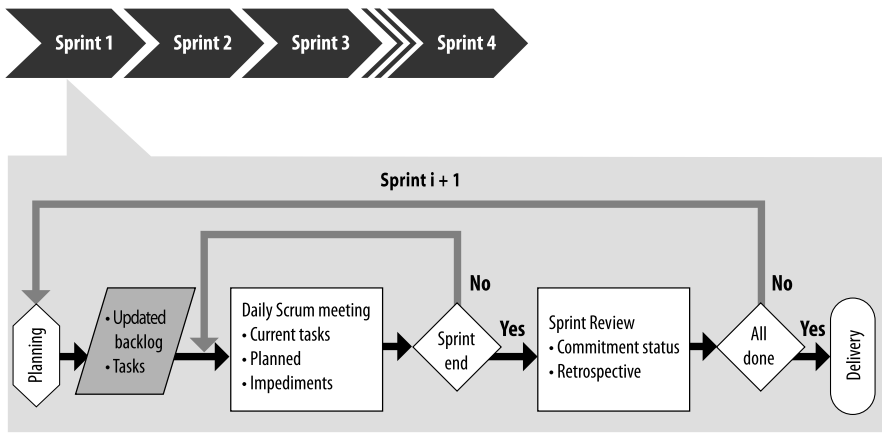 Sprint 1
Sprint 2
Sprint 3
Sprint 4
Sprint i + 1
Planning
• Updated
backlog
• Tasks
Daily Scrum meeting
• Current tasks
• Planned
• Impediments
No
Sprint
end
Yes
Sprint Review
• Commitment status
• Retrospective
No
All
done
Yes
Delivery